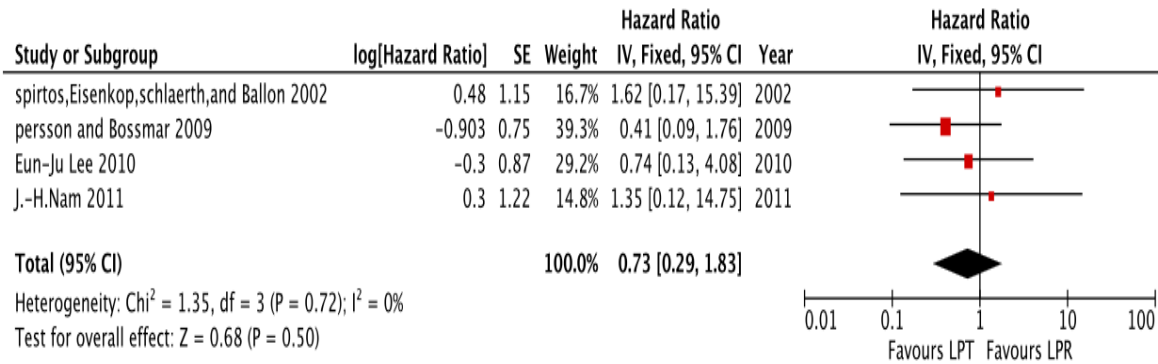 Hazard Ratio Hazard Ratio
Study or Subgroup log[Hazard Ratio] SE Weight IV, Fixed, 95% CI Year IV, Fixed, 95% CI
spirtos,Eisenkop,schlaerth,and Ballon 2002 0.48 1.15 16.7% 1.62 [0.17, 15.39] 2002
persson and Bossmar 2009 −0.903 0.75 39.3% 0.41 [0.09, 1.76] 2009
Eun−Ju Lee 2010 −0.3 0.87 29.2% 0.74 [0.13, 4.08] 2010
J.−H.Nam 2011 0.3 1.22 14.8% 1.35 [0.12, 14.75] 2011
Total (95% CI) 100.0% 0.73 [0.29, 1.83]
Heterogeneity: Chi² = 1.35, df = 3 (P = 0.72); I² = 0%
Test for overall effect: Z = 0.68 (P = 0.50)
0.01 0.1 1 10 100
Favours LPT Favours LPR